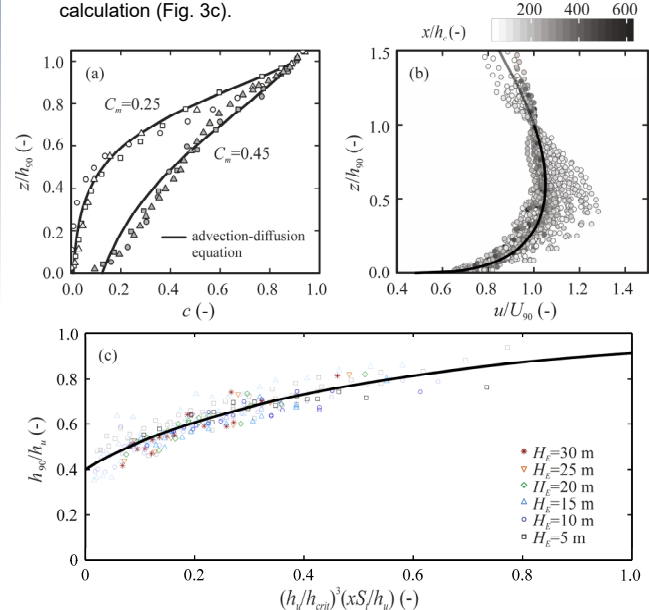 calculation (Fig. 3c).
200 400 600
x/h_c (-)
1.0
0.8
0.6
0.4
0.2
0.0
z/h_90 (-)
(a)
C_m=0.25
C_m=0.45
advection-diffusion
equation
0.0 0.2 0.4 0.6 0.8 1.0
c (-)
1.5
1.0
0.5
0.0
z/h_90 (-)
(b)
0.4 0.6 0.8 1.0 1.2 1.4
u/U_90 (-)
1.0
0.8
0.6
0.4
0.2
0
h_90/h_u (-)
(c)
H_E=30 m
H_E=25 m
H_E=20 m
H_E=15 m
H_E=10 m
H_E=5 m
0 0.2 0.4 0.6 0.8 1.0
(h_u/h_crit)^3(xS_f/h_u) (-)